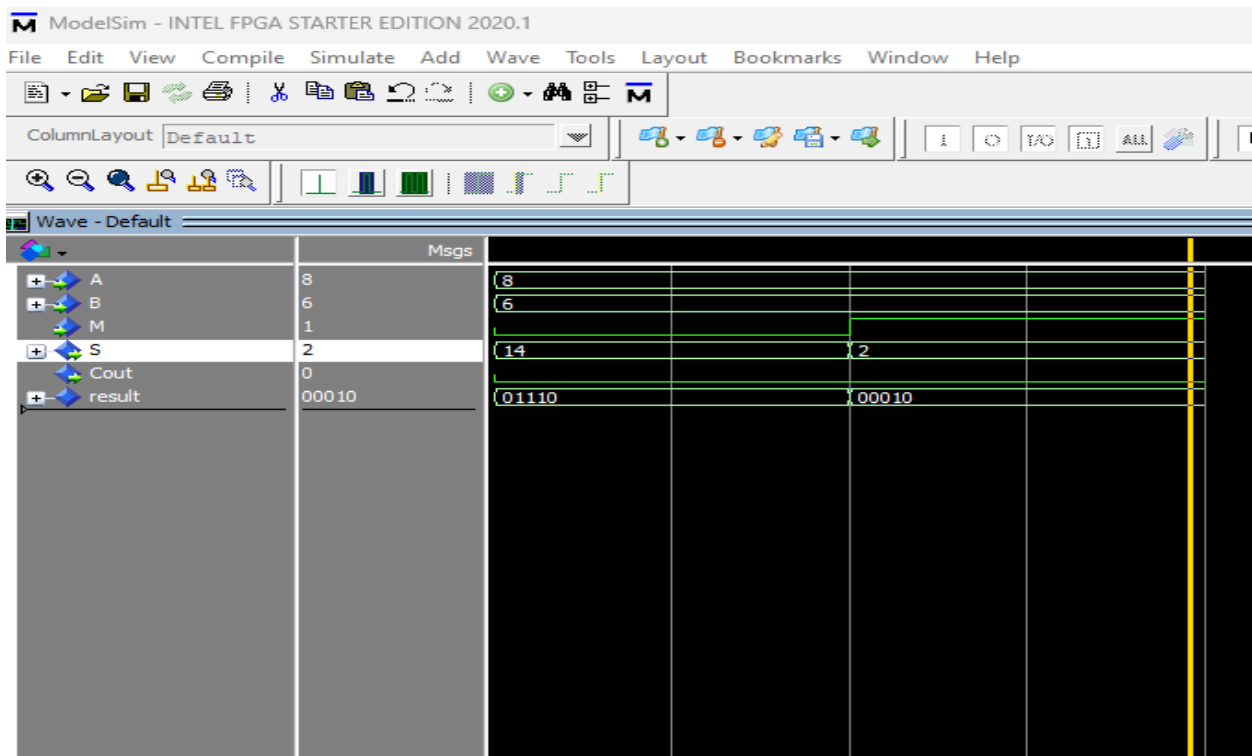 ModelSim - INTEL FPGA STARTER EDITION 2020.1
File Edit View Compile Simulate Add Wave Tools Layout Bookmarks Window Help
ColumnLayout Default ALL
Wave - Default
Msgs
A 8 8
B 6 6
M 1
S 2 14 2
Cout 0
result 00010 01110 00010